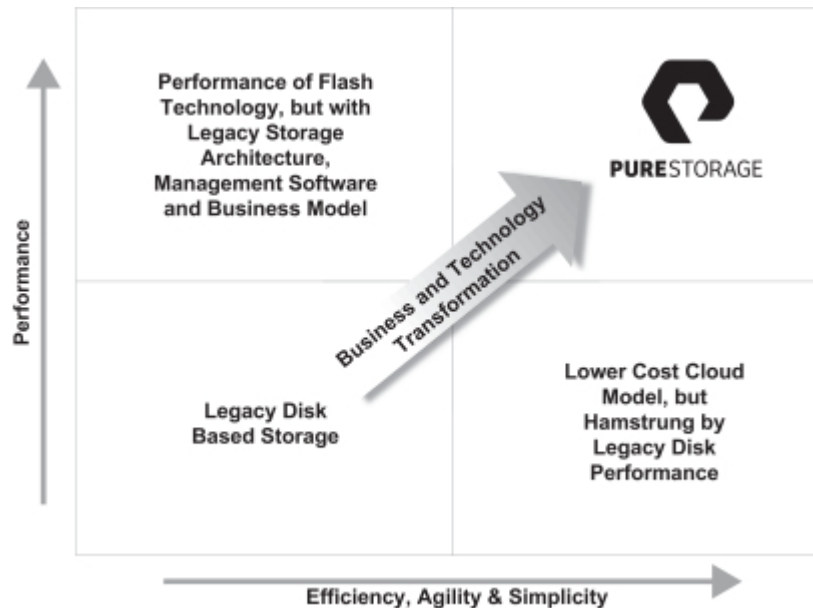 Performance of Flash
Technology, but with
Legacy Storage
Architecture,
Management Software
and Business Model
PURESTORAGE
Performance
Business and Technology
Transformation
Legacy Disk
Based Storage
Lower Cost Cloud
Model, but
Hamstrung by
Legacy Disk
Performance
Efficiency, Agility & Simplicity